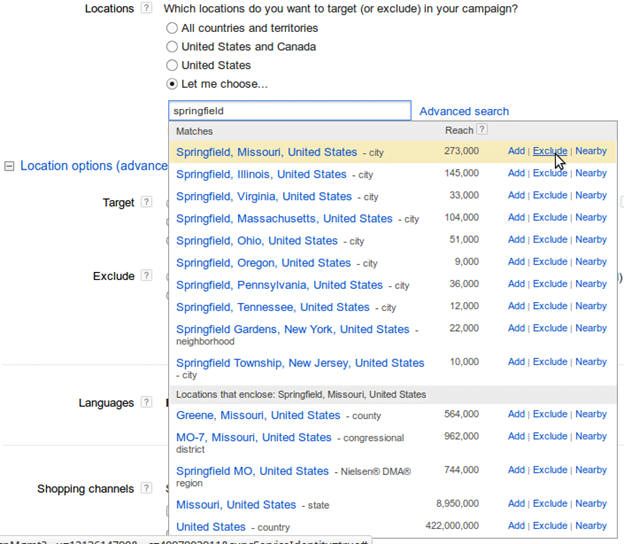 Locations ? Which locations do you want to target (or exclude) in your campaign?
All countries and territories
United States and Canada
United States
Let me choose...
springfield Advanced search
Matches Reach ?
Springfield, Missouri, United States - city 273,000 Add | Exclude | Nearby
Location options (advance
Springfield, Illinois, United States - city 145,000 Add | Exclude | Nearby
Springfield, Virginia, United States - city 33,000 Add | Exclude | Nearby
Target ?
Springfield, Massachusetts, United States - city 104,000 Add | Exclude | Nearby
Springfield, Ohio, United States - city 51,000 Add | Exclude | Nearby
Springfield, Oregon, United States - city 9,000 Add | Exclude | Nearby
Exclude ?
Springfield, Pennsylvania, United States - city 36,000 Add | Exclude | Nearby
Springfield, Tennessee, United States - city 12,000 Add | Exclude | Nearby
Springfield Gardens, New York, United States - 22,000 Add | Exclude | Nearby
neighborhood
Springfield Township, New Jersey, United States 10,000 Add | Exclude | Nearby
- city
Locations that enclose: Springfield, Missouri, United States
Languages ?
Greene, Missouri, United States - county 564,000 Add | Exclude | Nearby
MO-7, Missouri, United States - congressional 962,000 Add | Exclude | Nearby
district
Springfield MO, United States - Nielsen® DMA® 744,000 Add | Exclude | Nearby
region
Shopping channels ?
Missouri, United States - state 8,950,000 Add | Exclude | Nearby
United States - country 422,000,000 Add | Exclude | Nearby